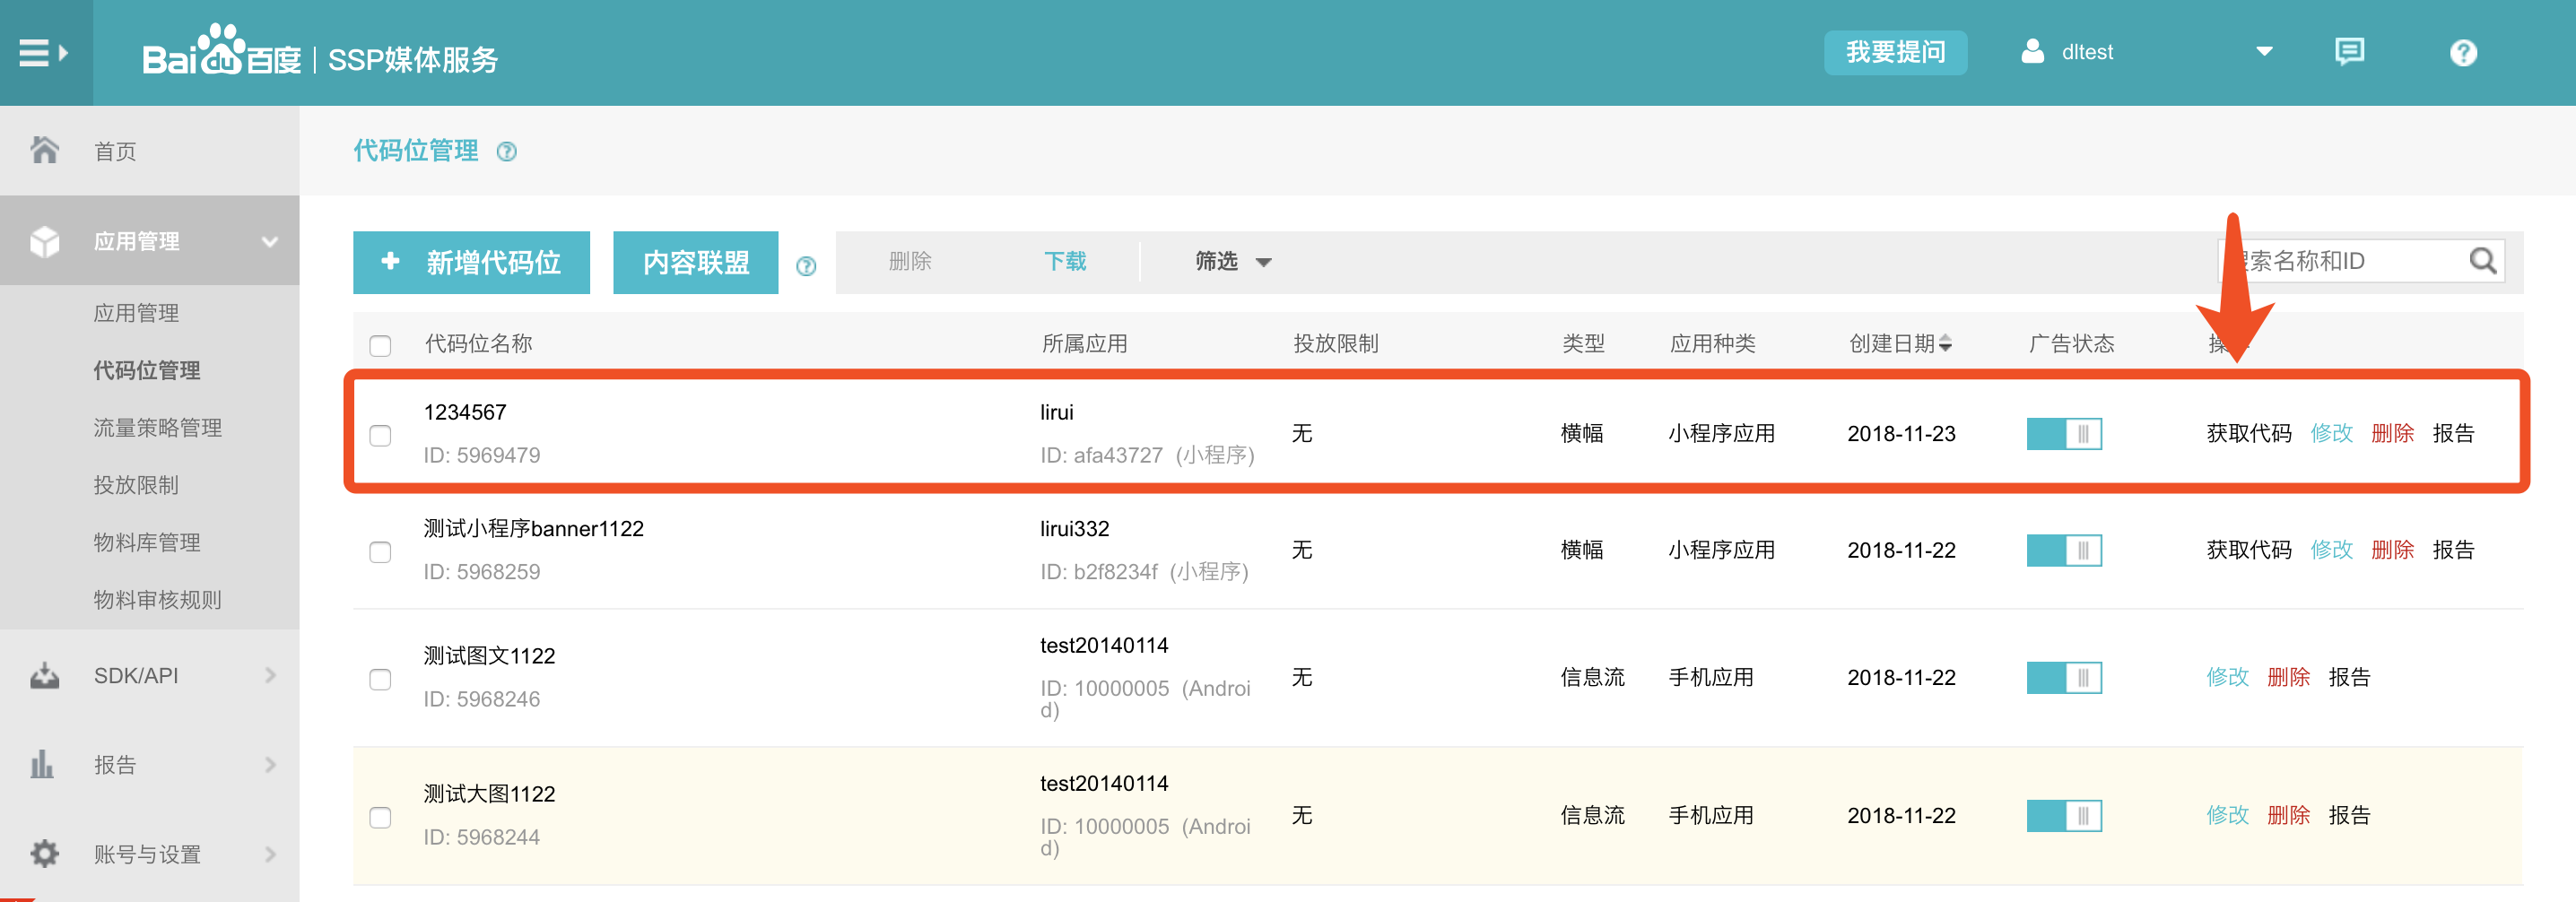 Baidu百度 | SSP媒体服务
我要提问
dltest
首页
应用管理
应用管理
代码位管理
流量策略管理
投放限制
物料库管理
物料审核规则
SDK/API
报告
账号与设置
代码位管理
新增代码位 内容联盟 删除 下载 筛选 索名称和ID
代码位名称 所属应用 投放限制 类型 应用种类 创建日期 广告状态
1234567 lirui
ID: 5969479 ID: afa43727 (小程序) 无 横幅 小程序应用 2018-11-23 获取代码 修改 删除 报告
测试小程序banner1122 lirui332
ID: 5968259 ID: b2f8234f (小程序) 无 横幅 小程序应用 2018-11-22 获取代码 修改 删除 报告
测试图文1122 test20140114
ID: 5968246 ID: 10000005 (Androi
d) 无 信息流 手机应用 2018-11-22 修改 删除 报告
测试大图1122 test20140114
ID: 5968244 ID: 10000005 (Androi
d) 无 信息流 手机应用 2018-11-22 修改 删除 报告